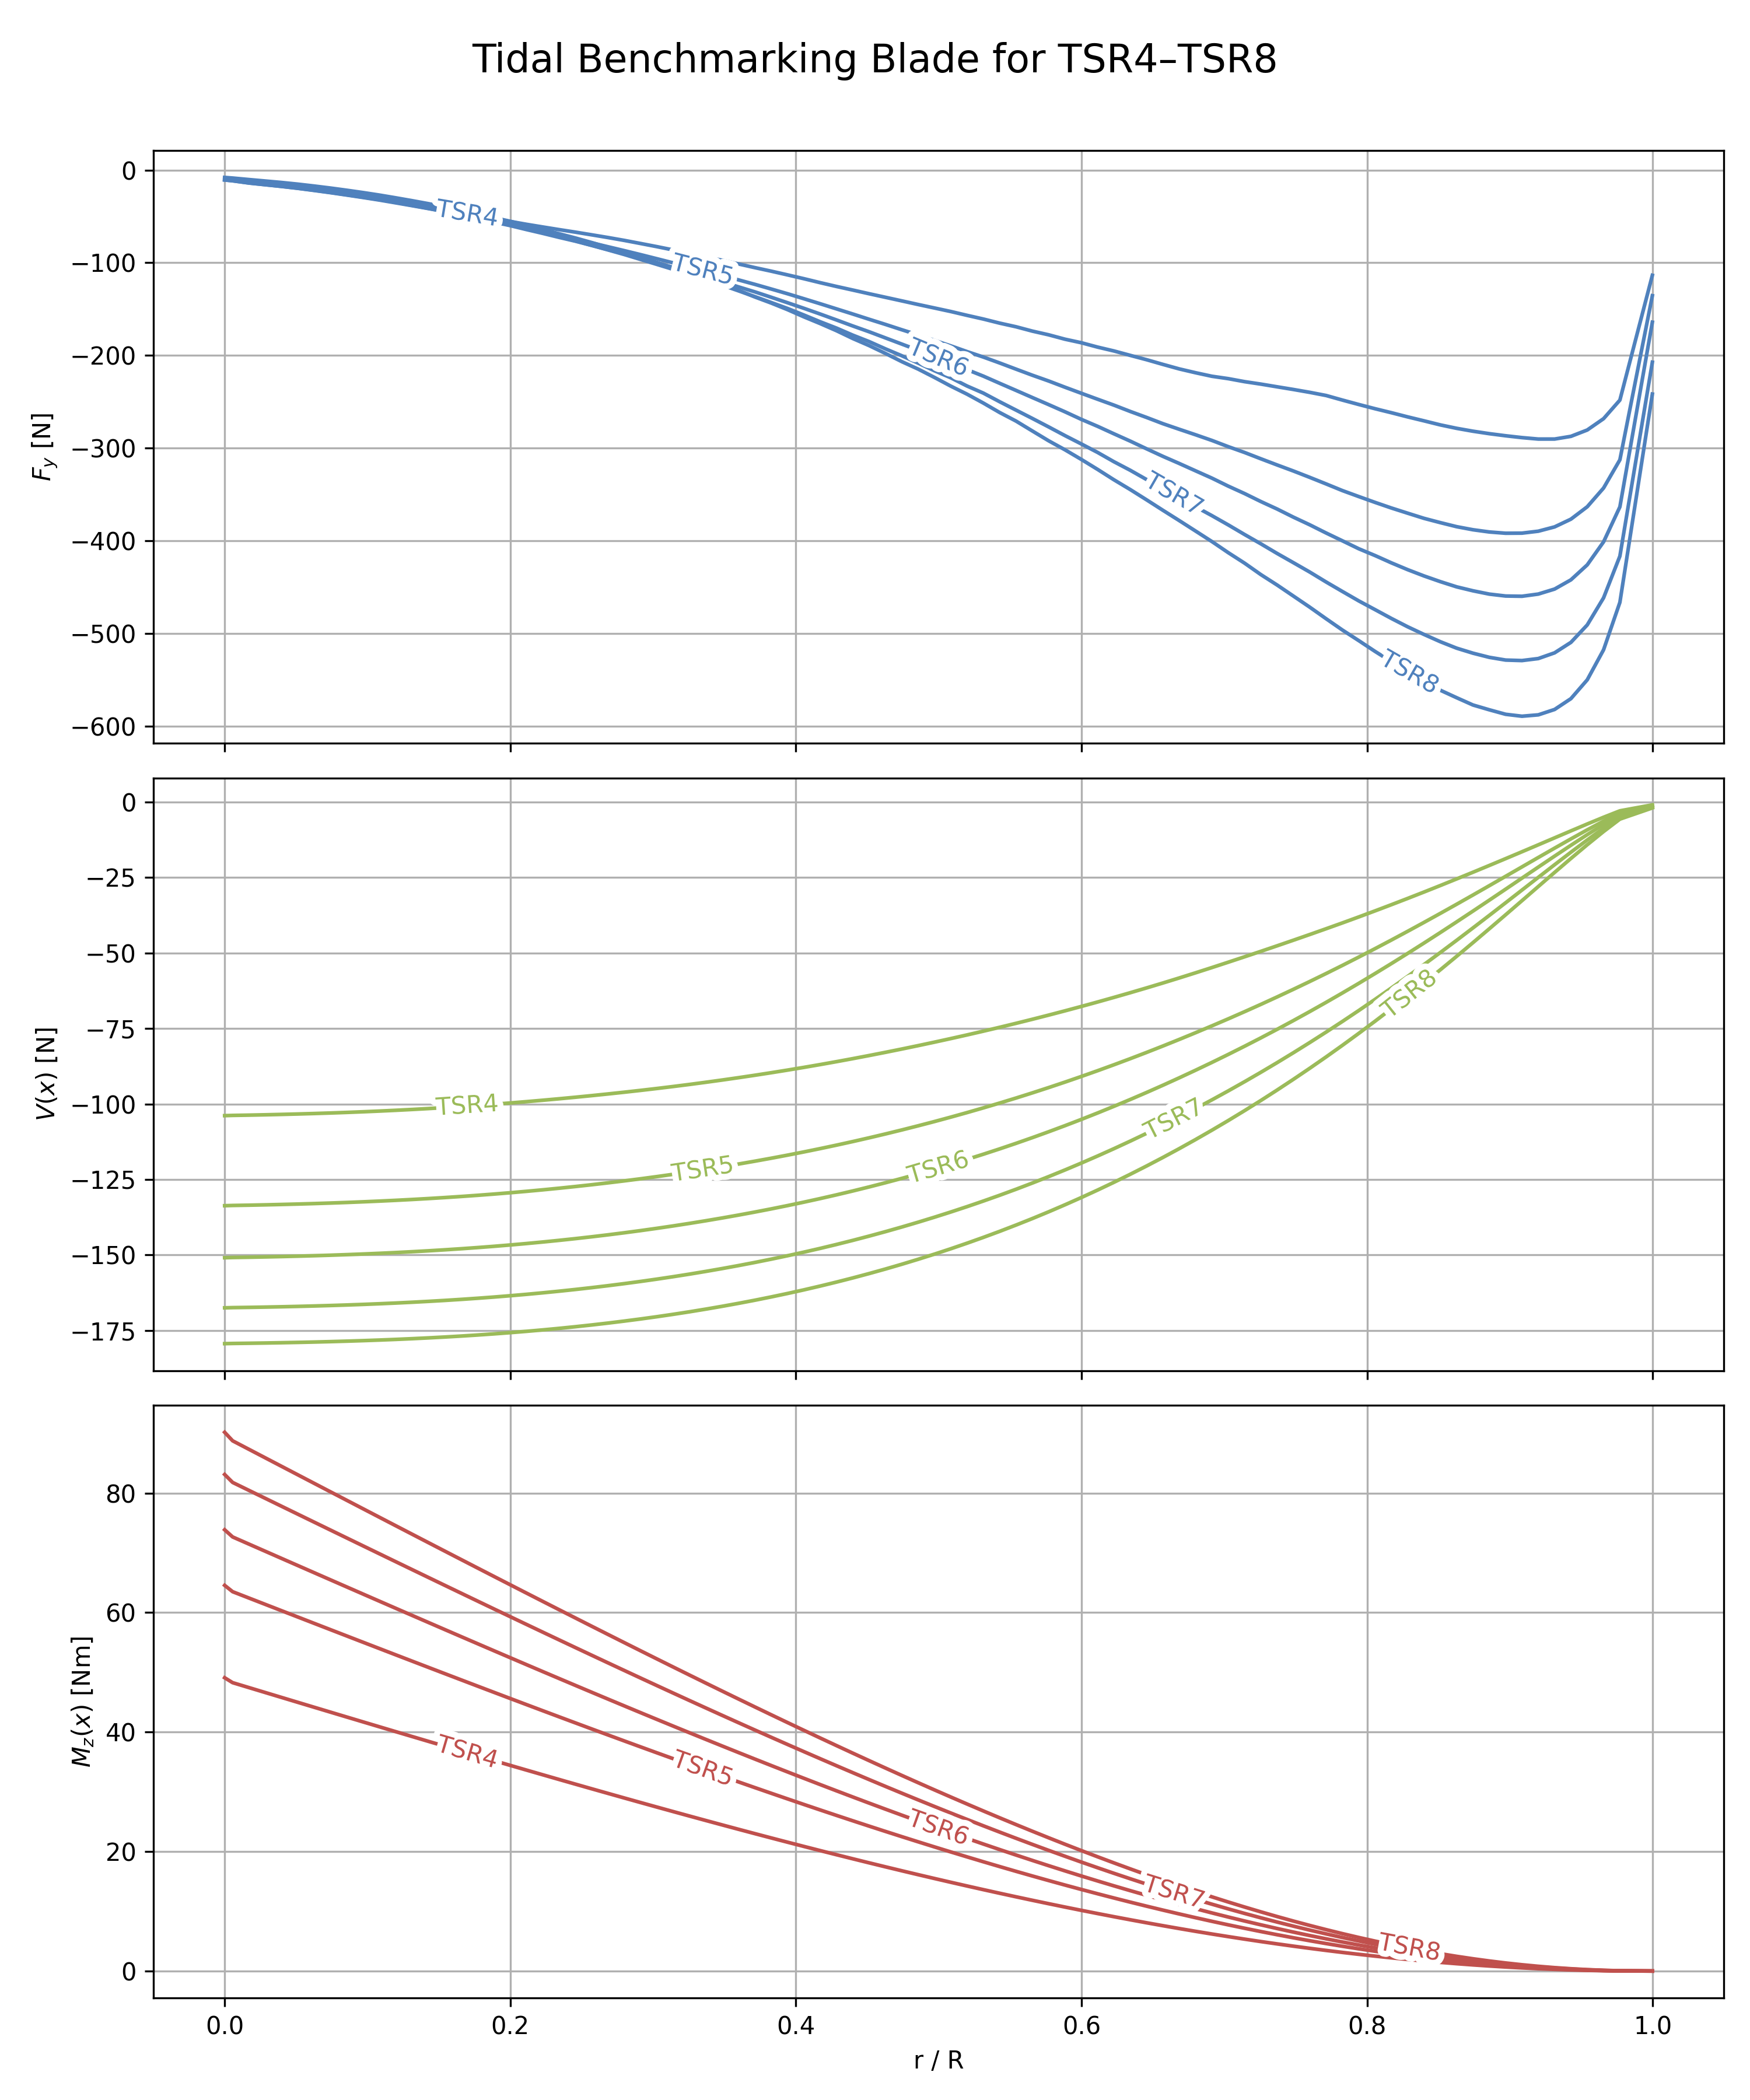 Tidal Benchmarking Blade for TSR4–TSR8
F_y [N]
0
−100
−200
−300
−400
−500
−600
TSR4
TSR5
TSR6
TSR7
TSR8
V(x) [N]
0
−25
−50
−75
−100
−125
−150
−175
TSR4
TSR5
TSR6
TSR7
TSR8
M_z(x) [Nm]
80
60
40
20
0
TSR4
TSR5
TSR6
TSR7
TSR8
0.0 0.2 0.4 0.6 0.8 1.0
r / R